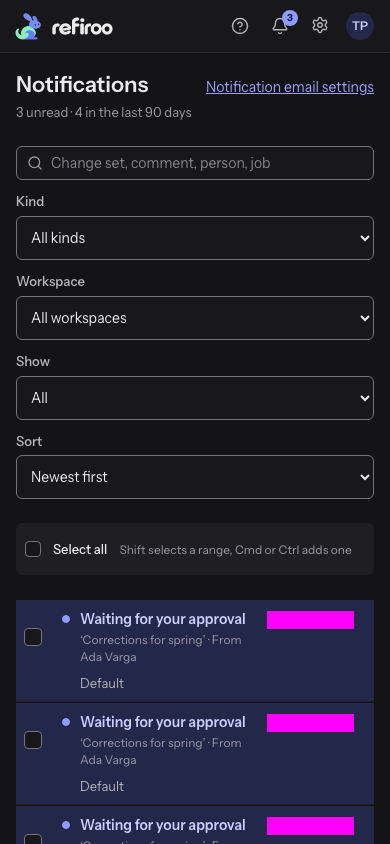 refiroo
3
TP
Notifications
Notification email settings
3 unread · 4 in the last 90 days
Change set, comment, person, job
Kind
All kinds
Workspace
All workspaces
Show
All
Sort
Newest first
Select all
Shift selects a range, Cmd or Ctrl adds one
Waiting for your approval
‘Corrections for spring’ · From
Ada Varga
Default
Waiting for your approval
‘Corrections for spring’ · From
Ada Varga
Default
Waiting for your approval